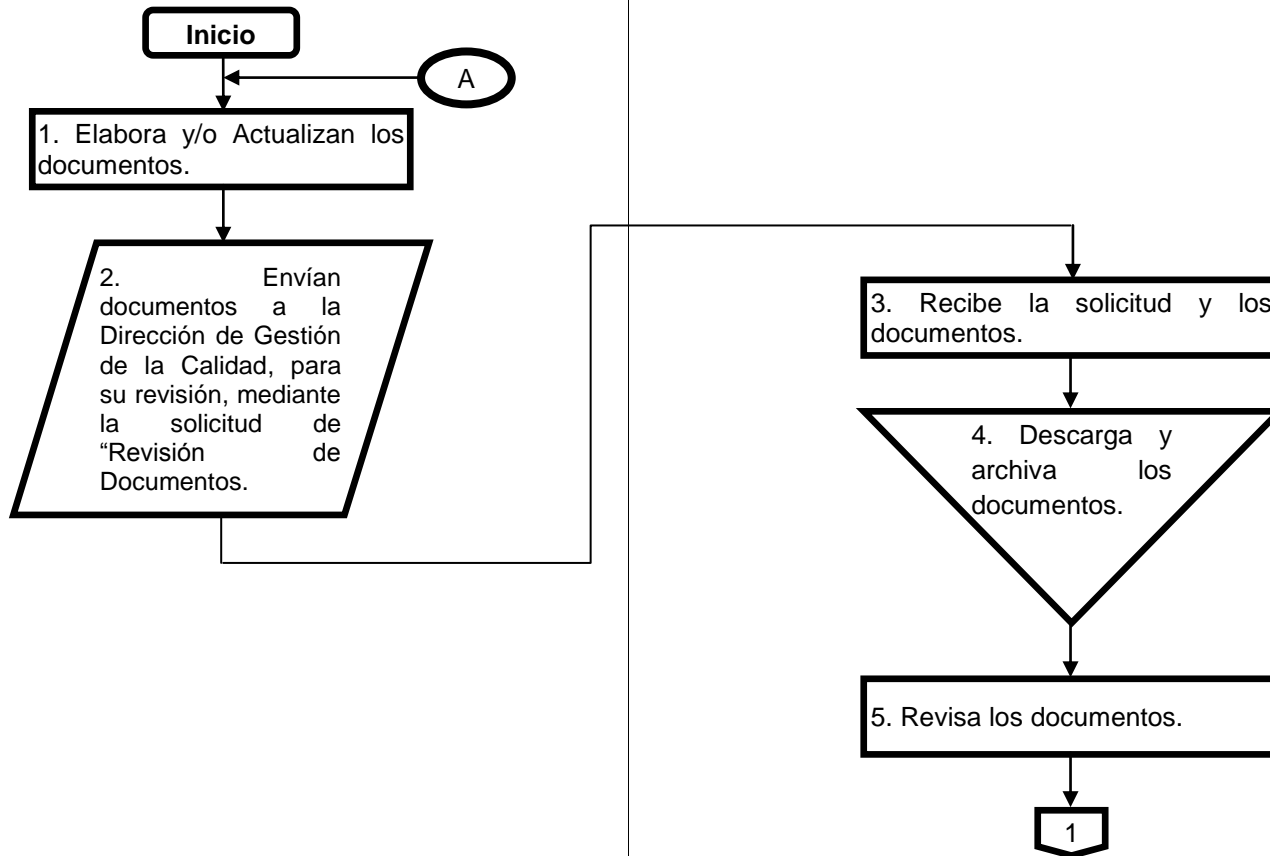 Inicio
A
1. Elabora y/o Actualizan los
documentos.
2. Envían
documentos a la
Dirección de Gestión
de la Calidad, para
su revisión, mediante
la solicitud de
“Revisión de
Documentos.
3. Recibe la solicitud y los
documentos.
4. Descarga y
archiva los
documentos.
5. Revisa los documentos.
1